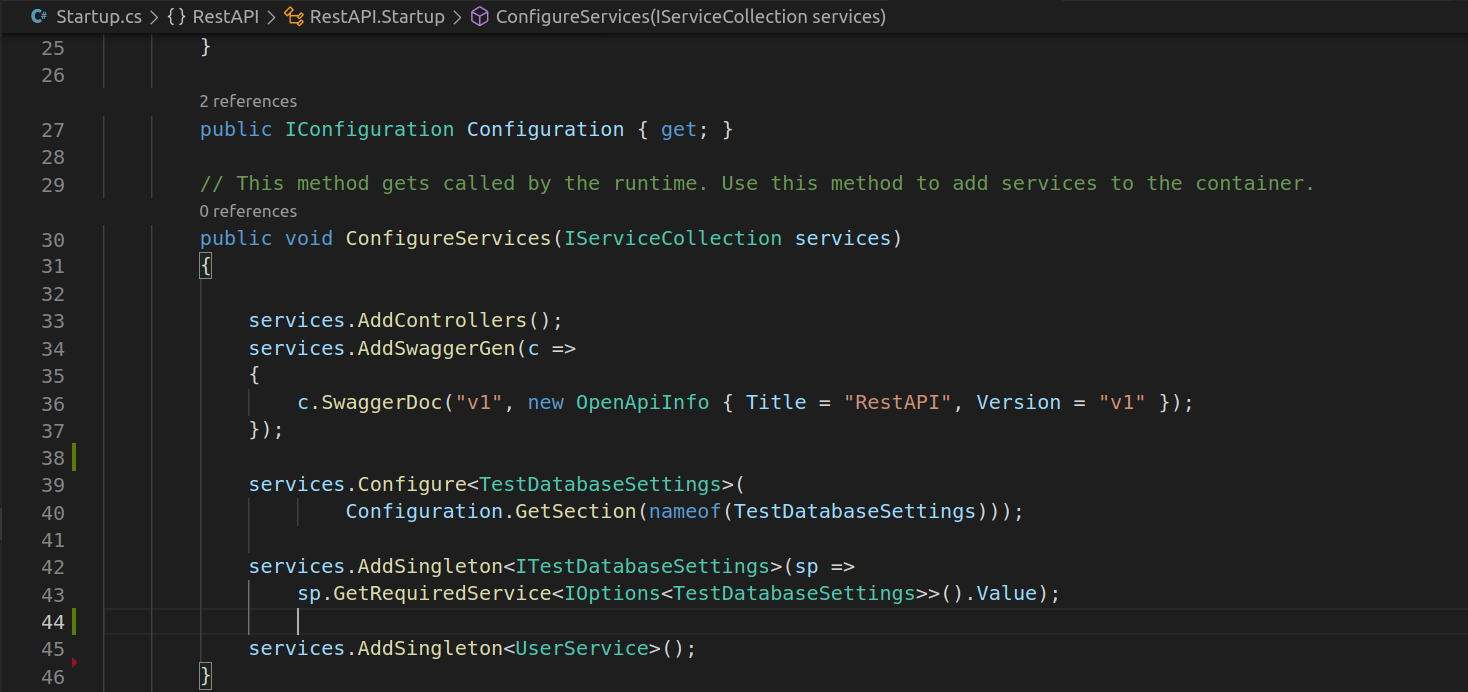 C# Startup.cs > {} RestAPI > RestAPI.Startup > ConfigureServices(IServiceCollection services)
25 }
26
2 references
27 public IConfiguration Configuration { get; }
28
29 // This method gets called by the runtime. Use this method to add services to the container.
0 references
30 public void ConfigureServices(IServiceCollection services)
31 {
32
33 services.AddControllers();
34 services.AddSwaggerGen(c =>
35 {
36 c.SwaggerDoc("v1", new OpenApiInfo { Title = "RestAPI", Version = "v1" });
37 });
38
39 services.Configure<TestDatabaseSettings>(
40 Configuration.GetSection(nameof(TestDatabaseSettings)));
41
42 services.AddSingleton<ITestDatabaseSettings>(sp =>
43 sp.GetRequiredService<IOptions<TestDatabaseSettings>>().Value);
44
45 services.AddSingleton<UserService>();
46 }